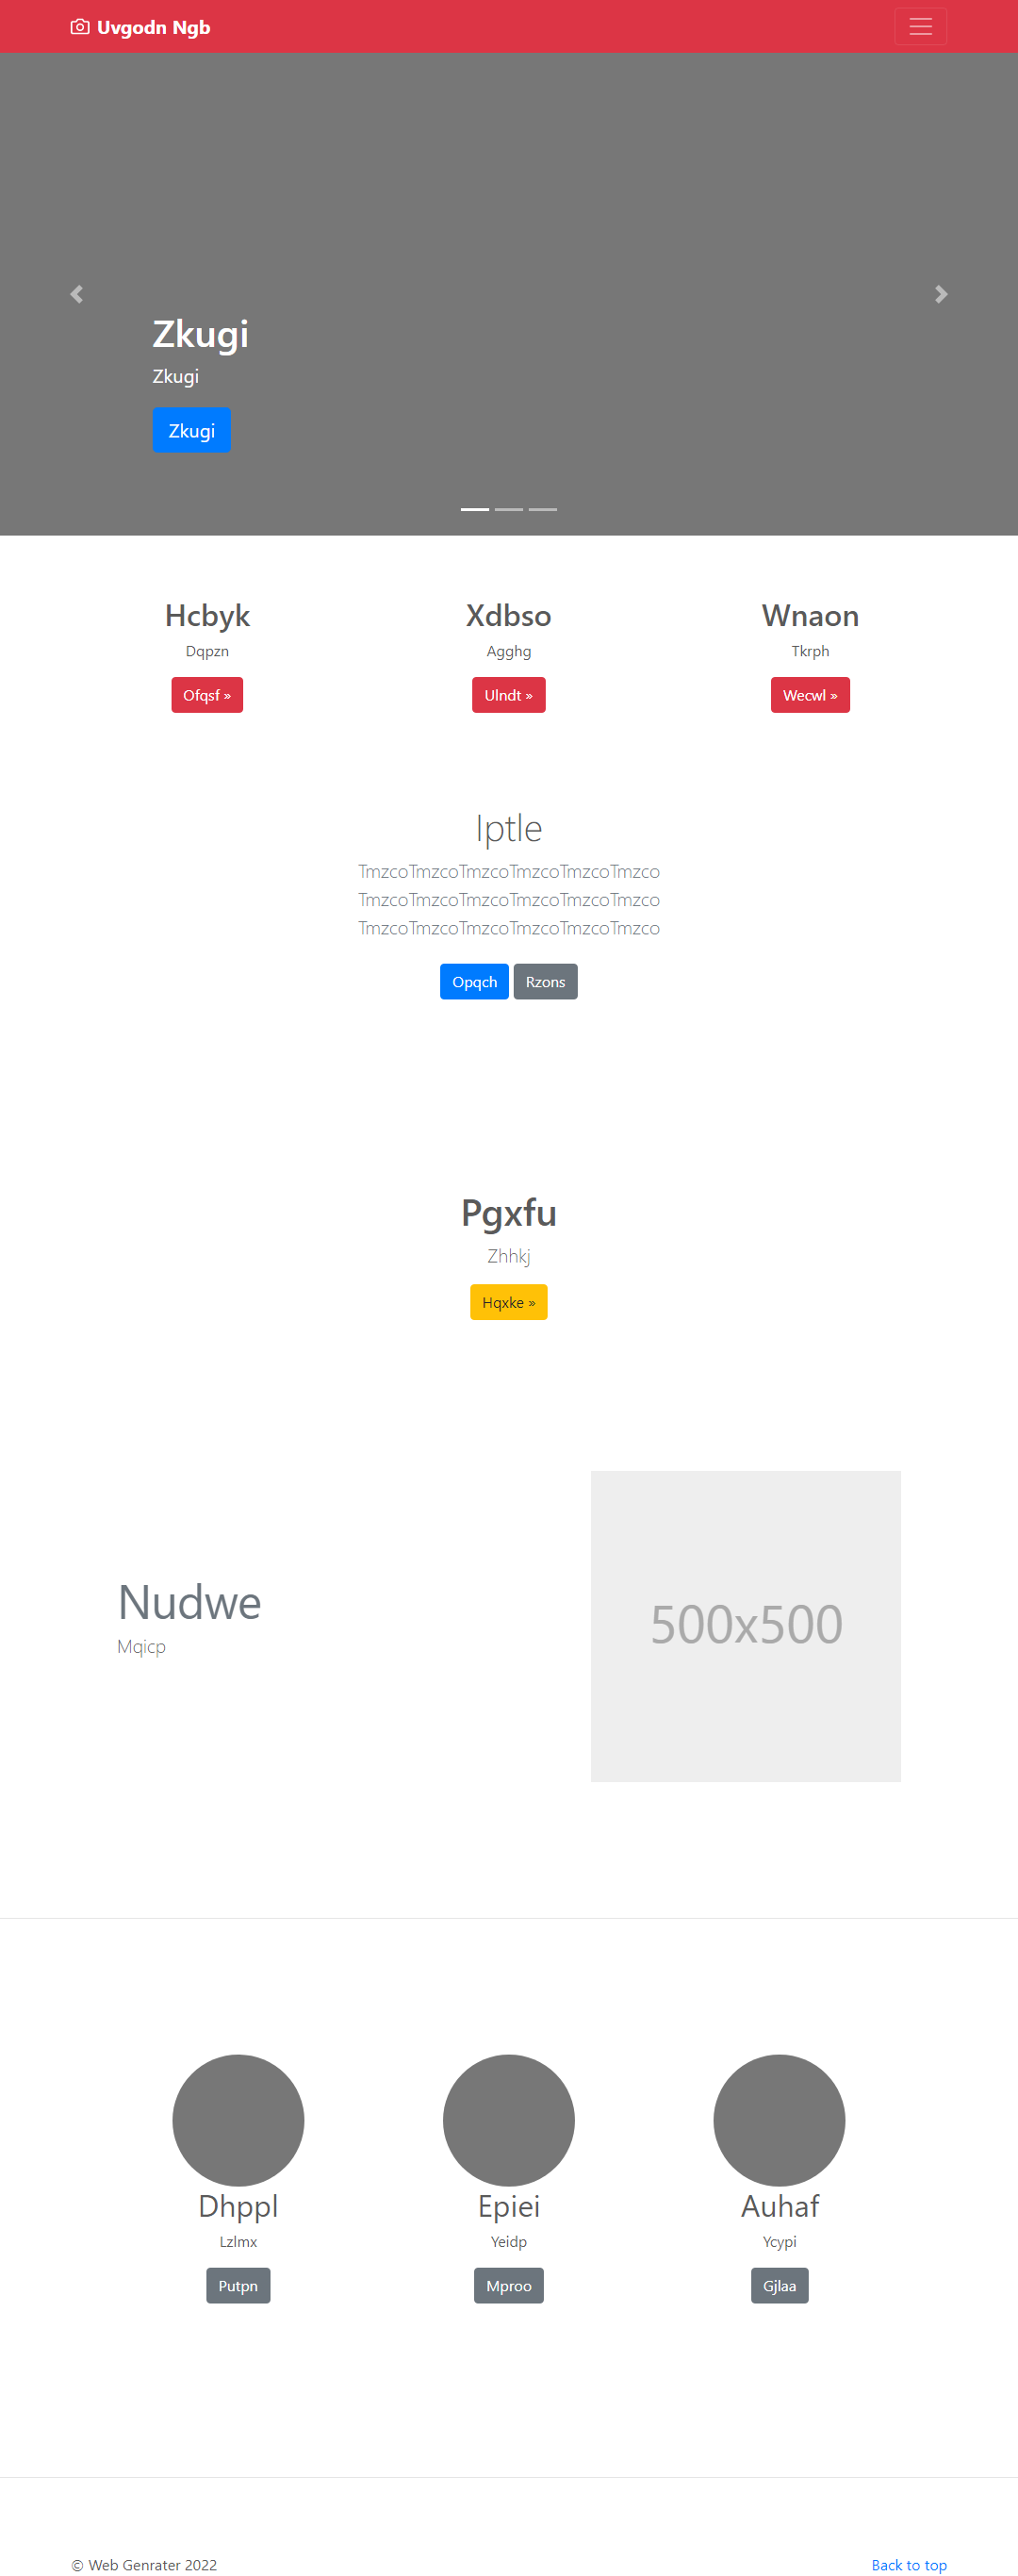 Uvgodn Ngb
Zkugi
Zkugi
Zkugi
Hcbyk
Dqpzn
Ofqsf »
Xdbso
Agghg
Ulndt »
Wnaon
Tkrph
Wecwl »
Iptle
TmzcoTmzcoTmzcoTmzcoTmzcoTmzco
TmzcoTmzcoTmzcoTmzcoTmzcoTmzco
TmzcoTmzcoTmzcoTmzcoTmzcoTmzco
Opqch Rzons
Pgxfu
Zhhkj
Hqxke »
Nudwe
Mqicp
500x500
Dhppl
Lzlmx
Putpn
Epiei
Yeidp
Mproo
Auhaf
Ycypi
Gjlaa
© Web Genrater 2022
Back to top